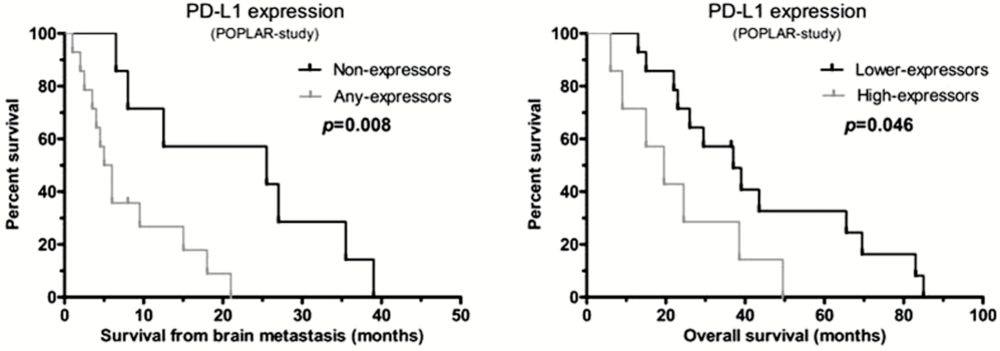 PD-L1 expression
(POPLAR-study)
Non-expressors
Any-expressors
p=0.008
Percent survival
100
80
60
40
20
0
0 10 20 30 40 50
Survival from brain metastasis (months)
PD-L1 expression
(POPLAR-study)
Lower-expressors
High-expressors
p=0.046
Percent survival
100
80
60
40
20
0
0 20 40 60 80 100
Overall survival (months)